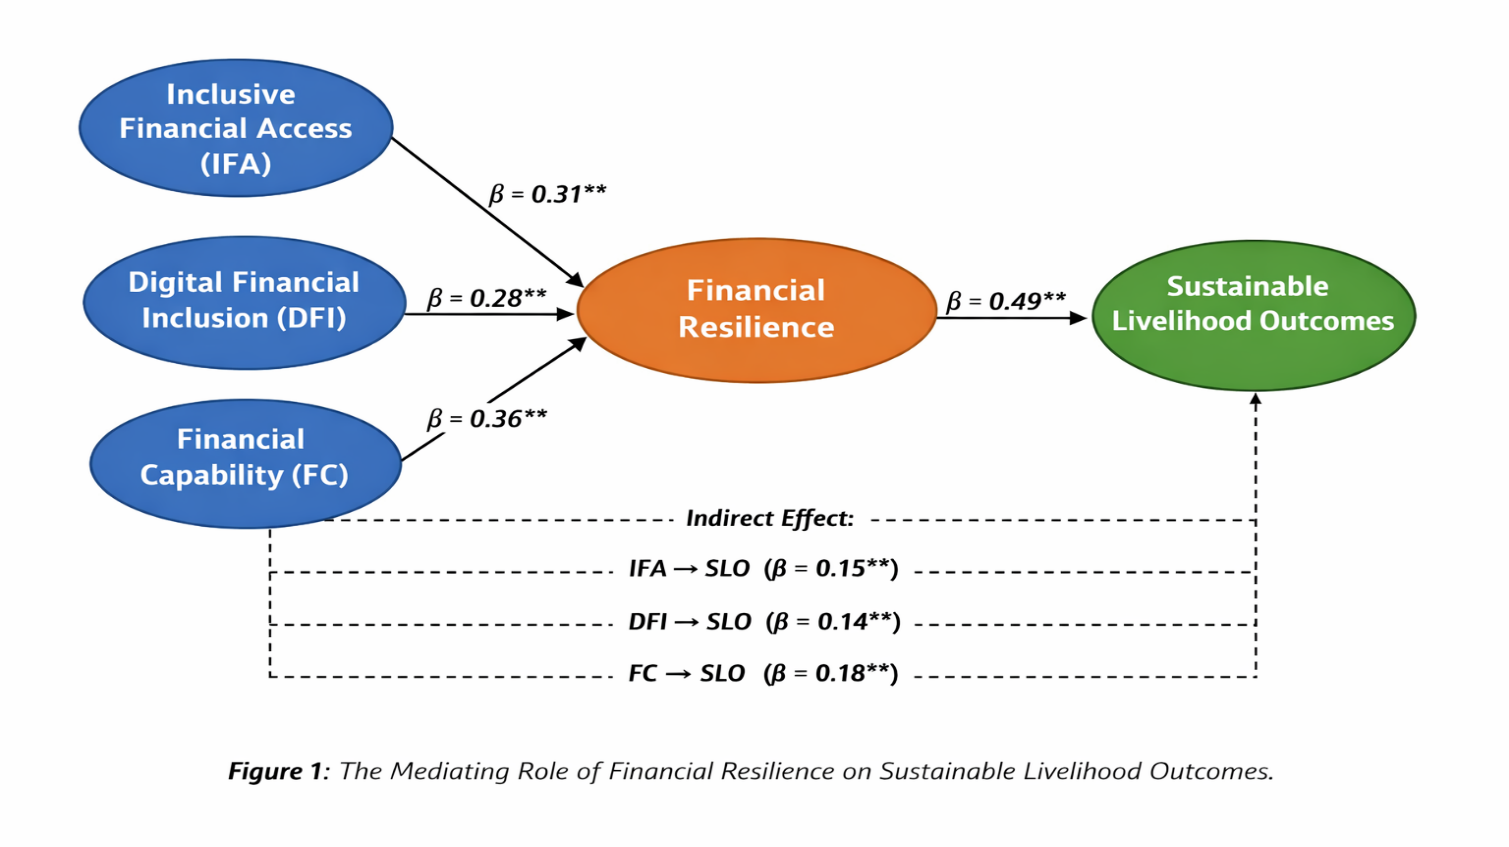 Inclusive
Financial Access
(IFA)
β = 0.31**
Digital Financial
Inclusion (DFI)
β = 0.28**
Financial
Resilience
β = 0.49**
Sustainable
Livelihood Outcomes
β = 0.36**
Financial
Capability (FC)
Indirect Effect:
IFA → SLO (β = 0.15**)
DFI → SLO (β = 0.14**)
FC → SLO (β = 0.18**)
Figure 1: The Mediating Role of Financial Resilience on Sustainable Livelihood Outcomes.